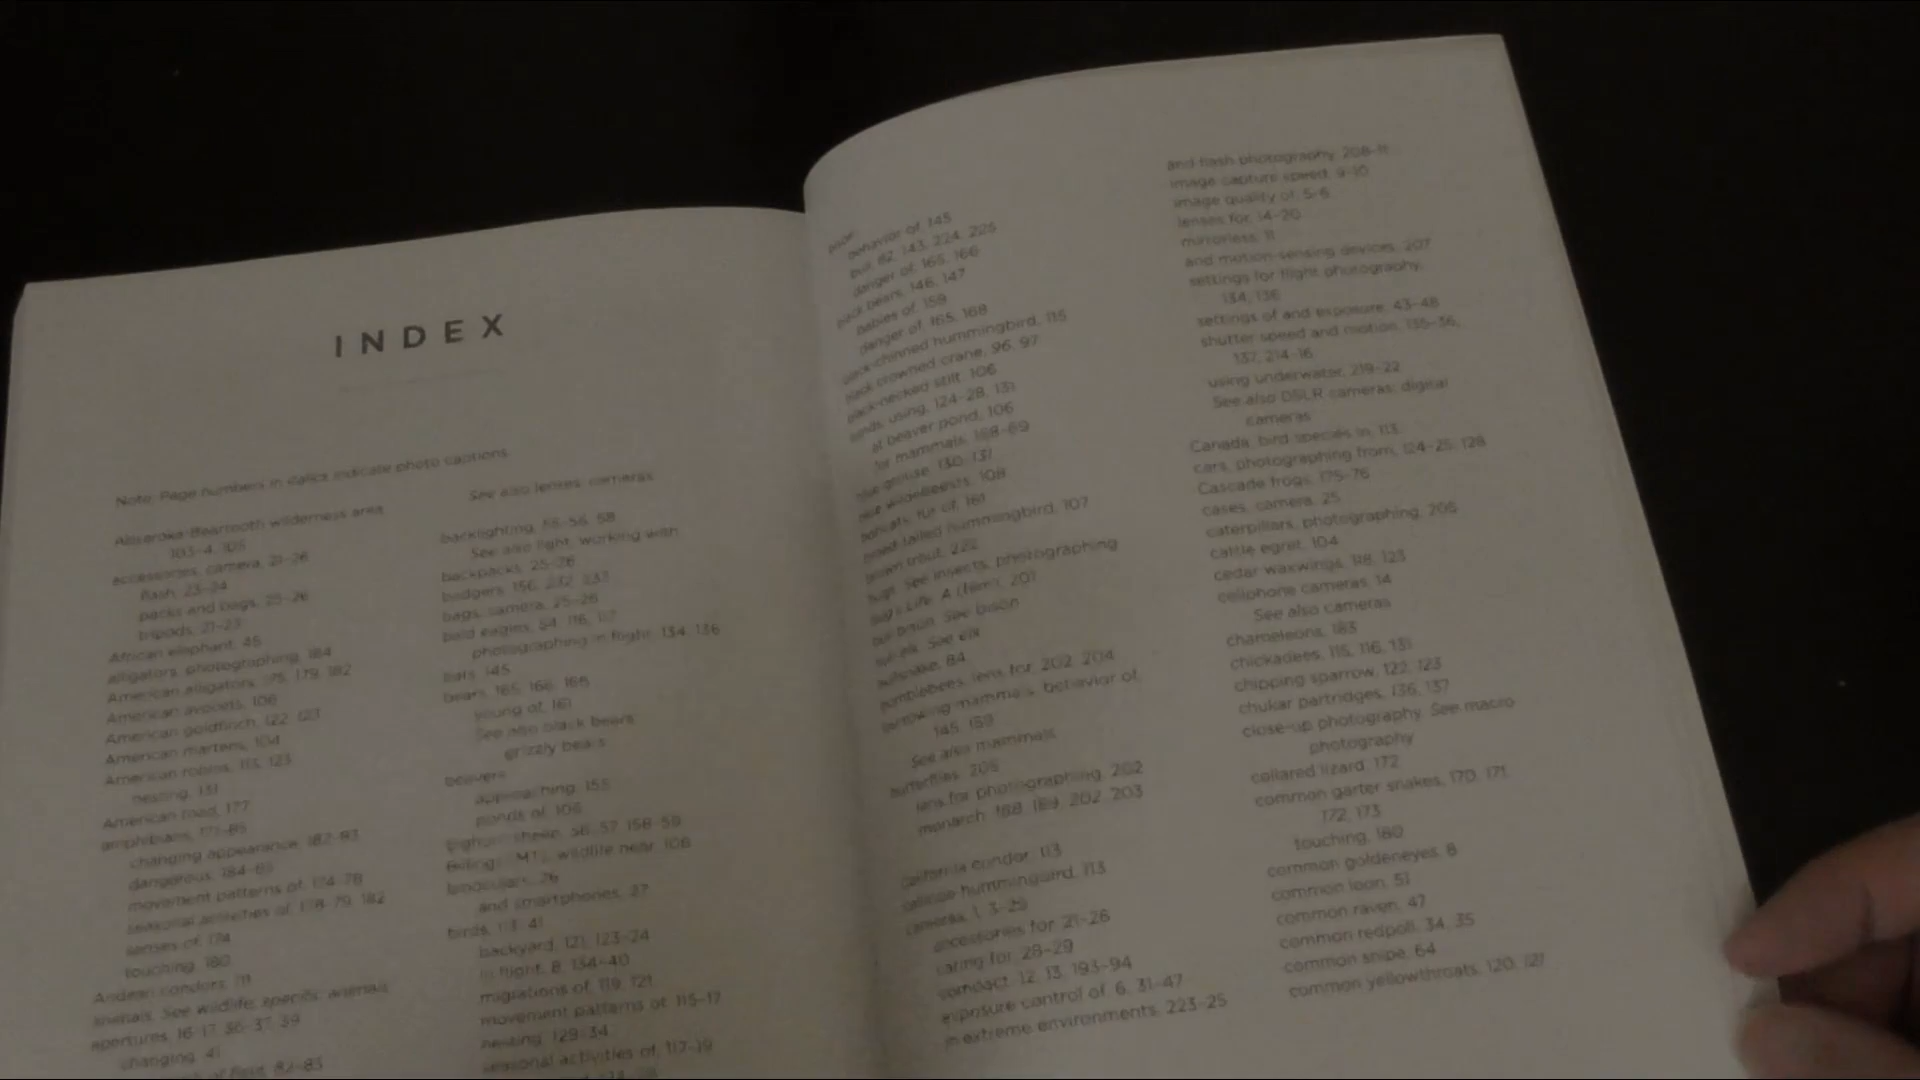 INDEX
Note: Page numbers in italics indicate photo captions.
Absaroka-Beartooth wilderness area,
103-4, 105
accessories, camera, 21-26
flash, 23-24
packs and bags, 25-26
tripods, 21-23
African elephant, 45
alligators, photographing, 184
American alligators, 179, 182
American avocets, 106
American goldfinch, 122, 123
American martens, 104
American robins, 113, 123
nesting, 131
American toad, 177
amphibians, 171-85
changing appearance, 182-83
dangerous, 184-85
movement patterns of, 174-78
seasonal activities of, 178-79, 182
senses of, 174
touching, 180
Andean condors, 111
animals. See wildlife; specific animals
apertures, 16-17, 36-37, 39
changing, 41
of field, 82-83
See also lenses; cameras
backlighting, 55-56, 58
See also light, working with
backpacks, 25-26
badgers, 156, 232, 233
bags, camera, 25-26
bald eagles, 54, 116, 117
photographing in flight, 134, 136
bats, 145
bears, 165, 166, 168
young of, 161
See also black bears;
grizzly bears
beavers
approaching, 155
ponds of, 106
bighorn sheep, 56, 57, 158-59
Billings, MT, wildlife near, 106
binoculars, 26
and smartphones, 27
birds, 113, 41
backyard, 121, 123-24
in flight, 8, 134-40
migrations of, 119, 121
movement patterns of, 115-17
nesting, 129-34
seasonal activities of, 117-19
behavior of, 145
bull, 62, 143, 224, 225
danger of, 165, 166
black bears, 146, 147
babies of, 159
danger of, 165, 168
black-chinned hummingbird, 115
black crowned crane, 96, 97
black-necked stilt, 106
blinds, using, 124-28, 131
at beaver pond, 106
for mammals, 168-69
blue grouse, 130-131
blue wildebeests, 108
bobcats, fur of, 161
broad-tailed hummingbird, 107
brown trout, 222
bugs. See insects, photographing
Bug's Life, A (film), 201
bull bison. See bison
bull elk. See elk
bullsnake, 84
bumblebees, lens for, 202, 204
burrowing mammals, behavior of,
145, 169
See also mammals
butterflies, 205
lens for photographing, 202
monarch, 188, 189, 202, 203
California condor, 113
calliope hummingbird, 113
cameras, 1, 3-29
accessories for, 21-26
caring for, 28-29
compact, 12, 13, 193-94
exposure control of, 6, 31-47
in extreme environments, 223-25
and flash photography, 208-11
image capture speed, 9-10
image quality of, 5-6
lenses for, 14-20
mirrorless, 11
and motion-sensing devices, 207
settings for flight photography,
134, 136
settings of and exposure, 43-48
shutter speed and motion, 135-36,
137, 214-16
using underwater, 219-22
See also DSLR cameras; digital
cameras
Canada, bird species in, 113
cars, photographing from, 124-25, 128
Cascade frogs, 175-76
cases, camera, 25
caterpillars, photographing, 205
cattle egret, 104
cedar waxwings, 118, 123
cellphone cameras, 14
See also cameras
chameleons, 183
chickadees, 115, 116, 131
chipping sparrow, 122, 123
chukar partridges, 136, 137
close-up photography. See macro
photography
collared lizard, 172
common garter snakes, 170, 171,
172, 173
touching, 180
common goldeneyes, 8
common loon, 51
common raven, 47
common redpoll, 34, 35
common snipe, 64
common yellowthroats, 120, 121